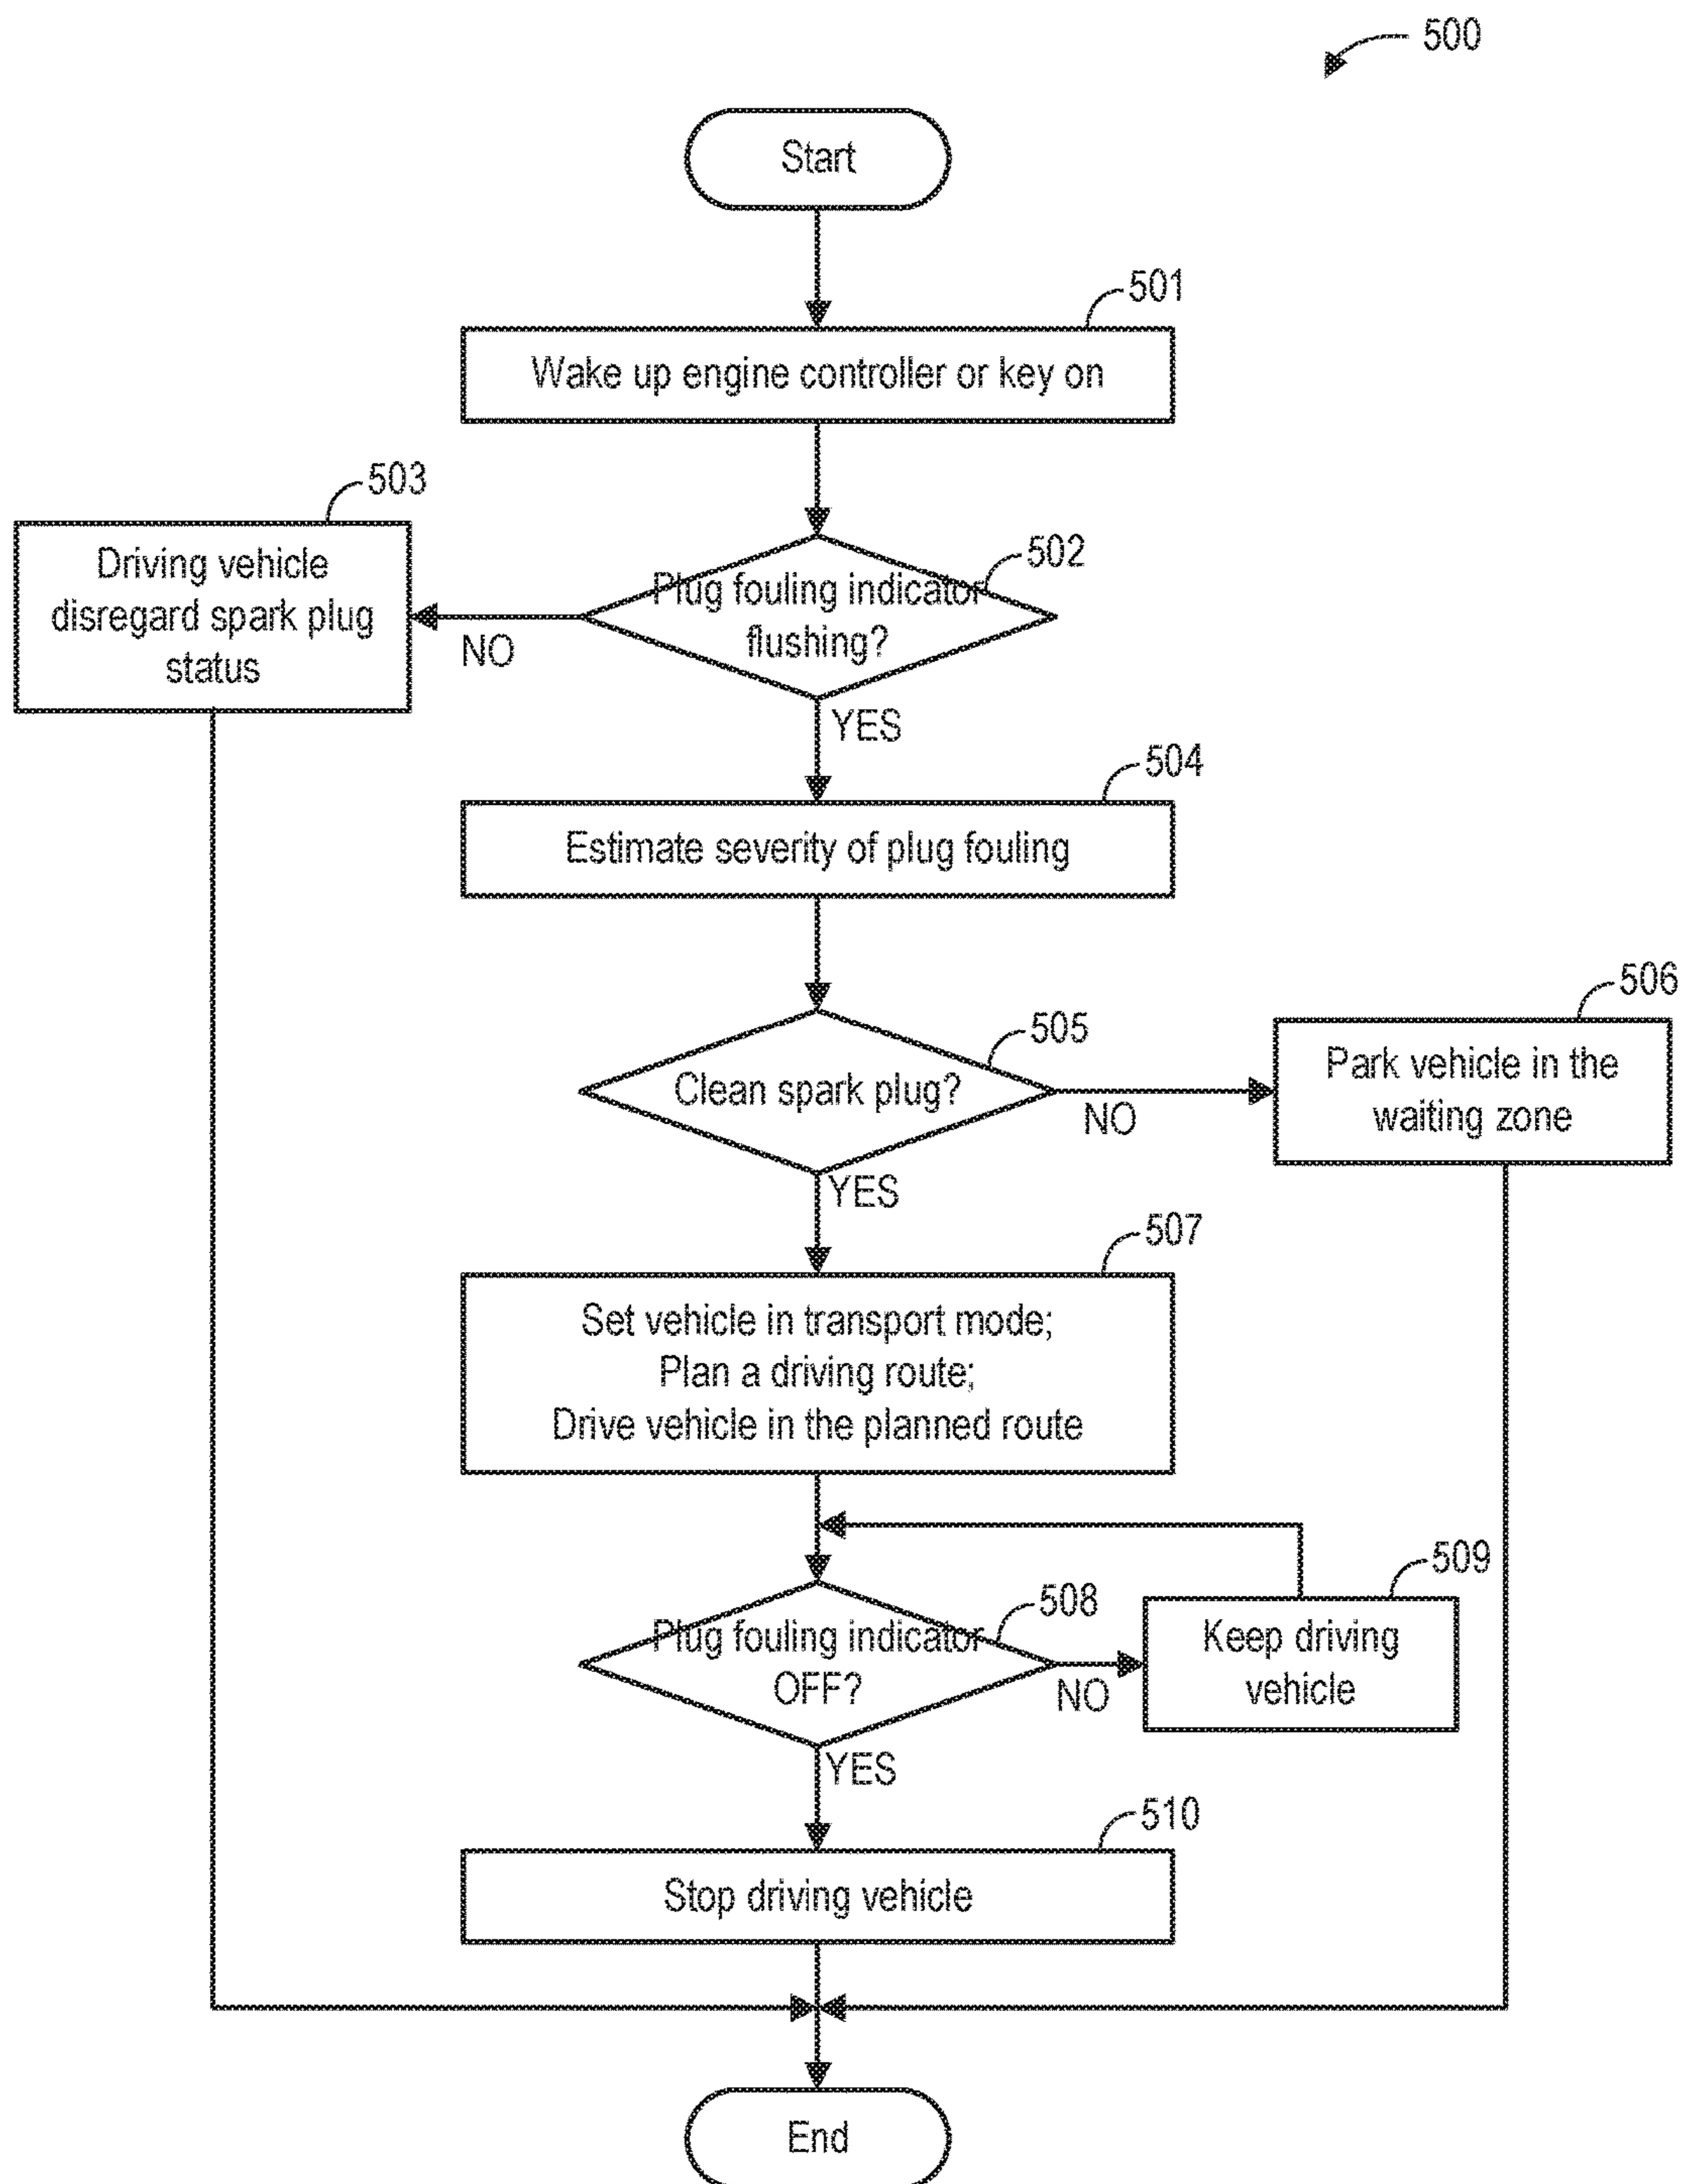 500
Start
501
Wake up engine controller or key on
503
Driving vehicle
disregard spark plug
status
502
Plug fouling indicator
flushing?
NO
YES
504
Estimate severity of plug fouling
505
Clean spark plug?
NO
506
Park vehicle in the
waiting zone
YES
507
Set vehicle in transport mode;
Plan a driving route;
Drive vehicle in the planned route
508
Plug fouling indicator
OFF?
NO
509
Keep driving
vehicle
YES
510
Stop driving vehicle
End